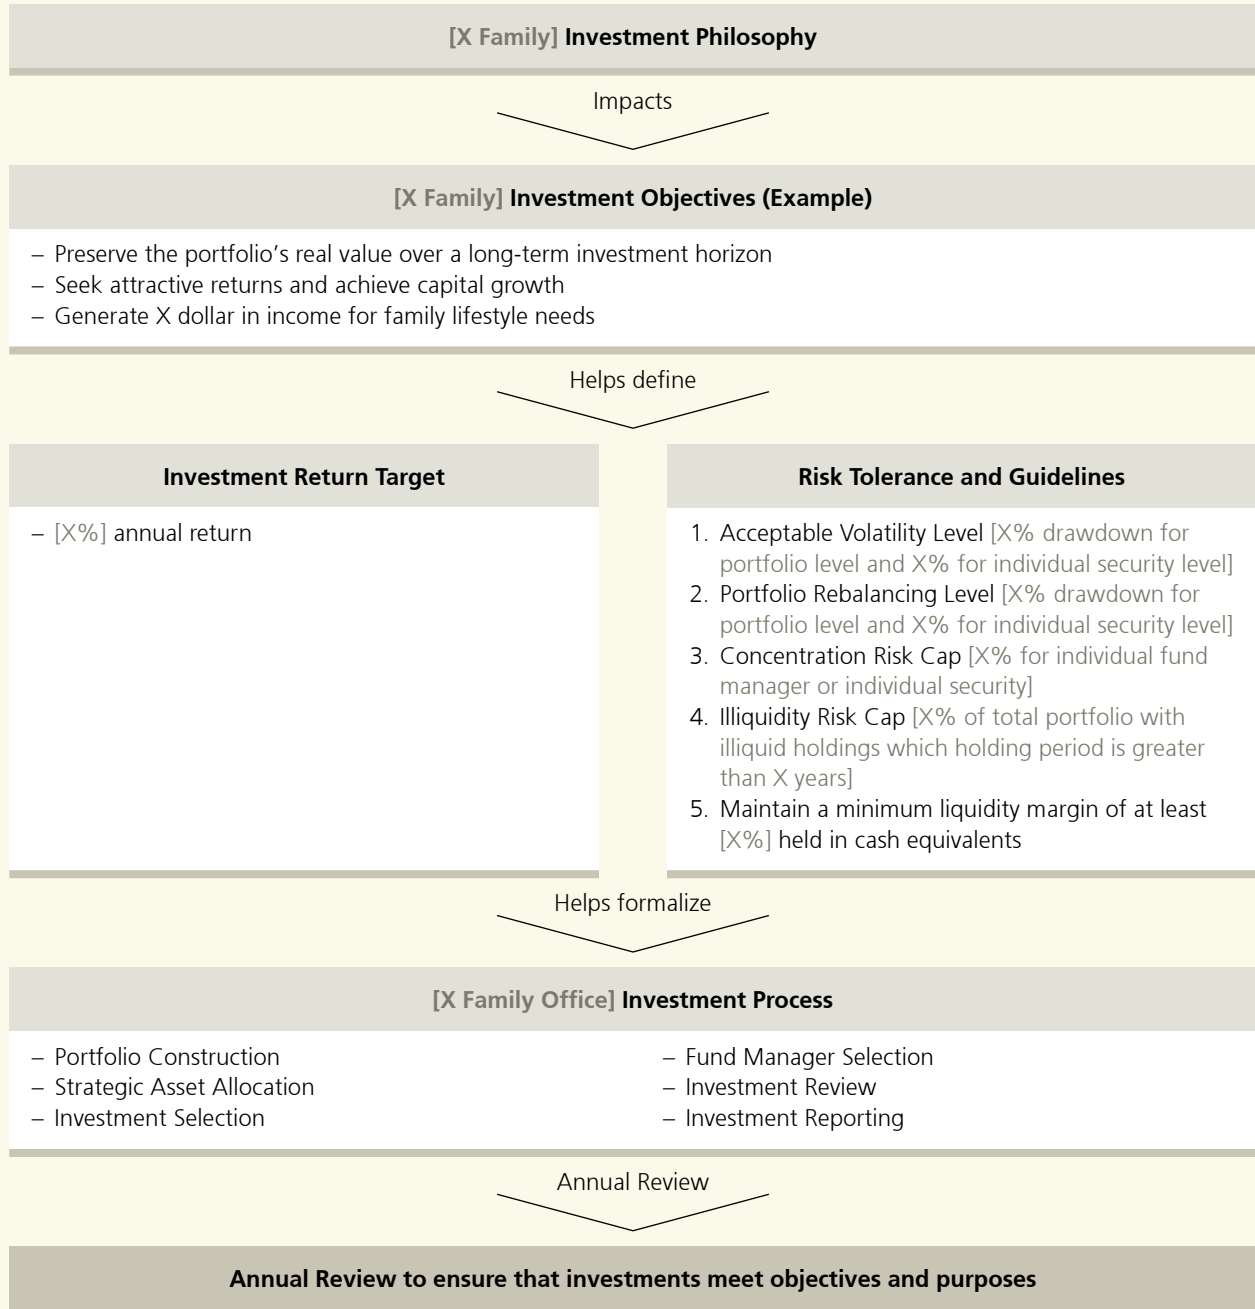 [X Family] Investment Philosophy
Impacts
[X Family] Investment Objectives (Example)
– Preserve the portfolio's real value over a long-term investment horizon
– Seek attractive returns and achieve capital growth
– Generate X dollar in income for family lifestyle needs
Helps define
Investment Return Target
– [X%] annual return
Risk Tolerance and Guidelines
1. Acceptable Volatility Level [X% drawdown for
portfolio level and X% for individual security level]
2. Portfolio Rebalancing Level [X% drawdown for
portfolio level and X% for individual security level]
3. Concentration Risk Cap [X% for individual fund
manager or individual security]
4. Illiquidity Risk Cap [X% of total portfolio with
illiquid holdings which holding period is greater
than X years]
5. Maintain a minimum liquidity margin of at least
[X%] held in cash equivalents
Helps formalize
[X Family Office] Investment Process
– Portfolio Construction
– Strategic Asset Allocation
– Investment Selection
– Fund Manager Selection
– Investment Review
– Investment Reporting
Annual Review
Annual Review to ensure that investments meet objectives and purposes